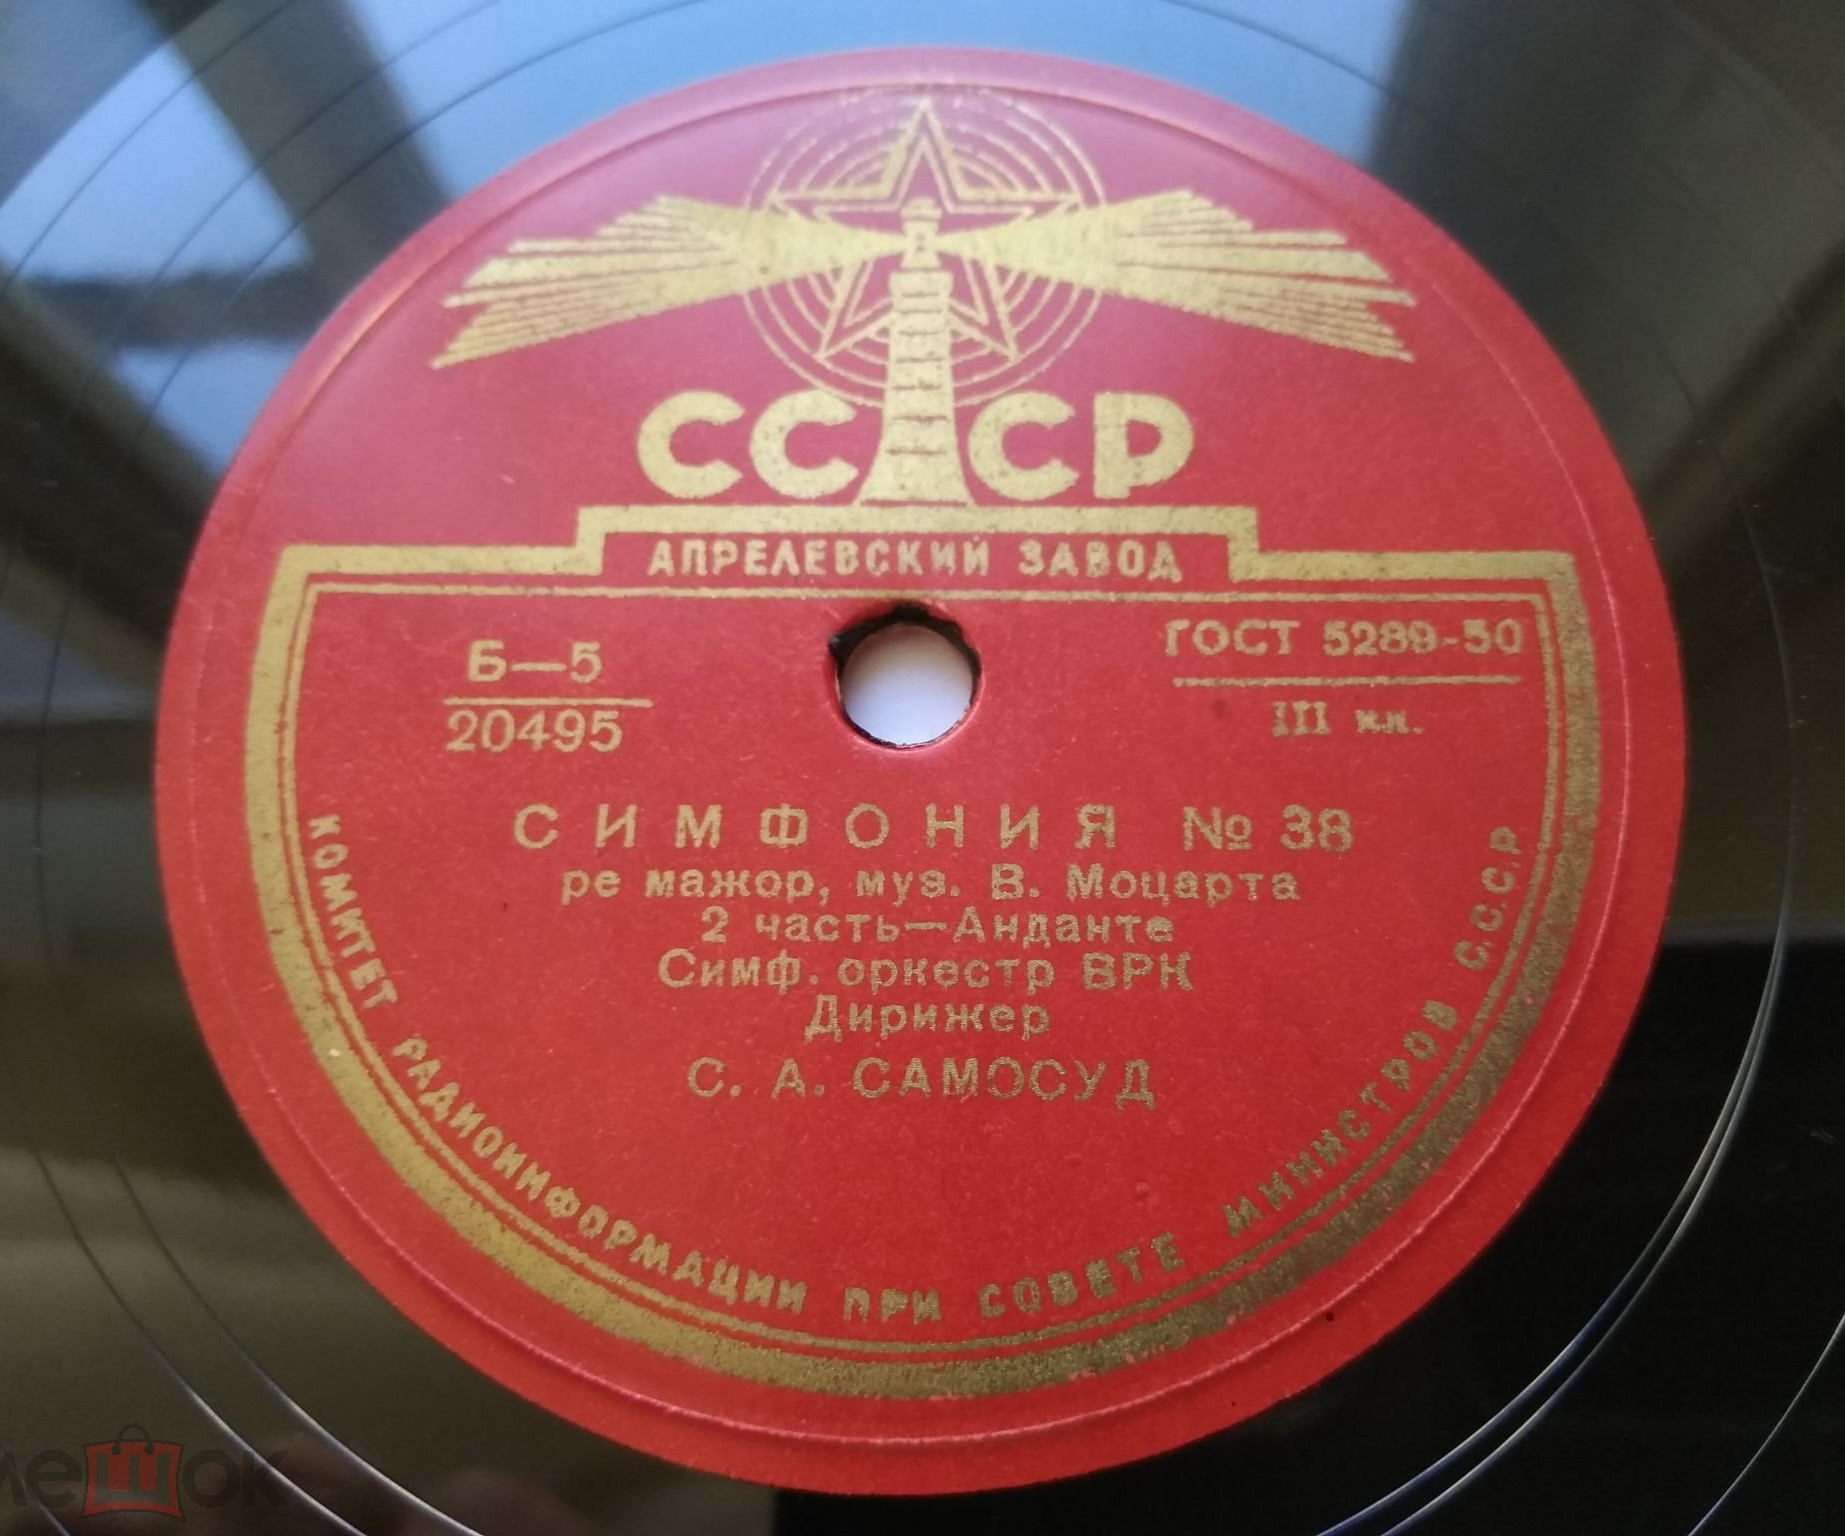 СССР
АПРЕЛЕВСКИЙ ЗАВОД
Б—5
20495
ГОСТ 5289-50
III кл.
СИМФОНИЯ № 38
ре мажор, муз. В. Моцарта
2 часть—Анданте
Симф. оркестр ВРК
Дирижер
С. А. САМОСУД
КОМИТЕТ РАДИОИНФОРМАЦИИ ПРИ СОВЕТЕ МИНИСТРОВ С.С.С.Р
мешок